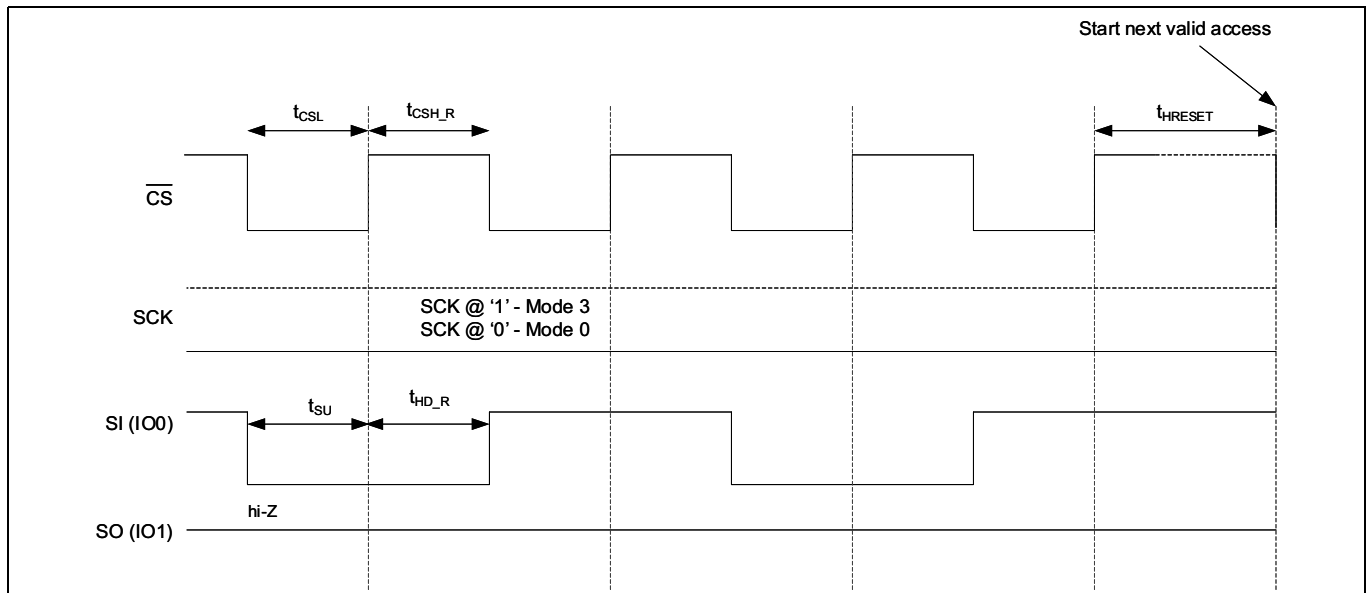 Start next valid access
tCSL
tCSH_R
tHRESET
CS
SCK
SCK @ ‘1’ - Mode 3
SCK @ ‘0’ - Mode 0
SI (IO0)
tSU
tHD_R
hi-Z
SO (IO1)